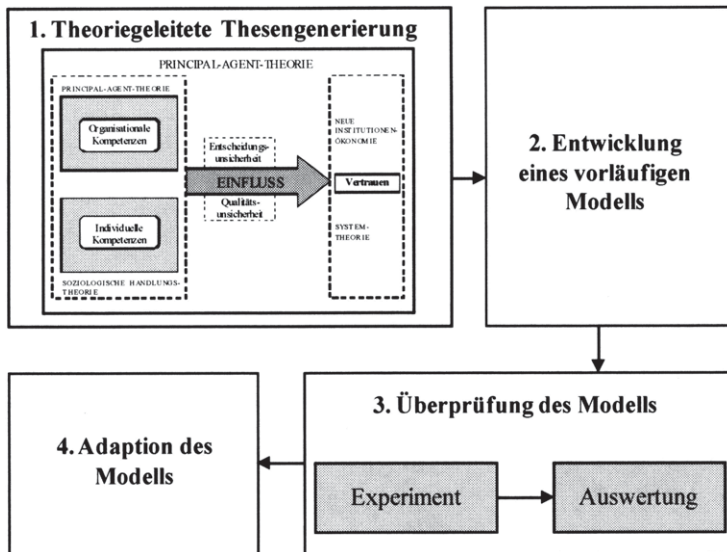 1. Theoriegeleitete Thesengenerierung
PRINCIPAL-AGENT-THEORIE
PRINCIPAL-AGENT-THEORIE
Organisationale
Kompetenzen
Individuelle
Kompetenzen
SOZIOLOGISCHE HANDLUNGS-
THEORIE
Entscheidungs-
unsicherheit
EINFLUSS
Qualitäts-
unsicherheit
NEUE
INSTITUTIONEN-
ÖKONOMIE
Vertrauen
SYSTEM-
THEORIE
2. Entwicklung
eines vorläufigen
Modells
3. Überprüfung des Modells
Experiment
Auswertung
4. Adaption des
Modells